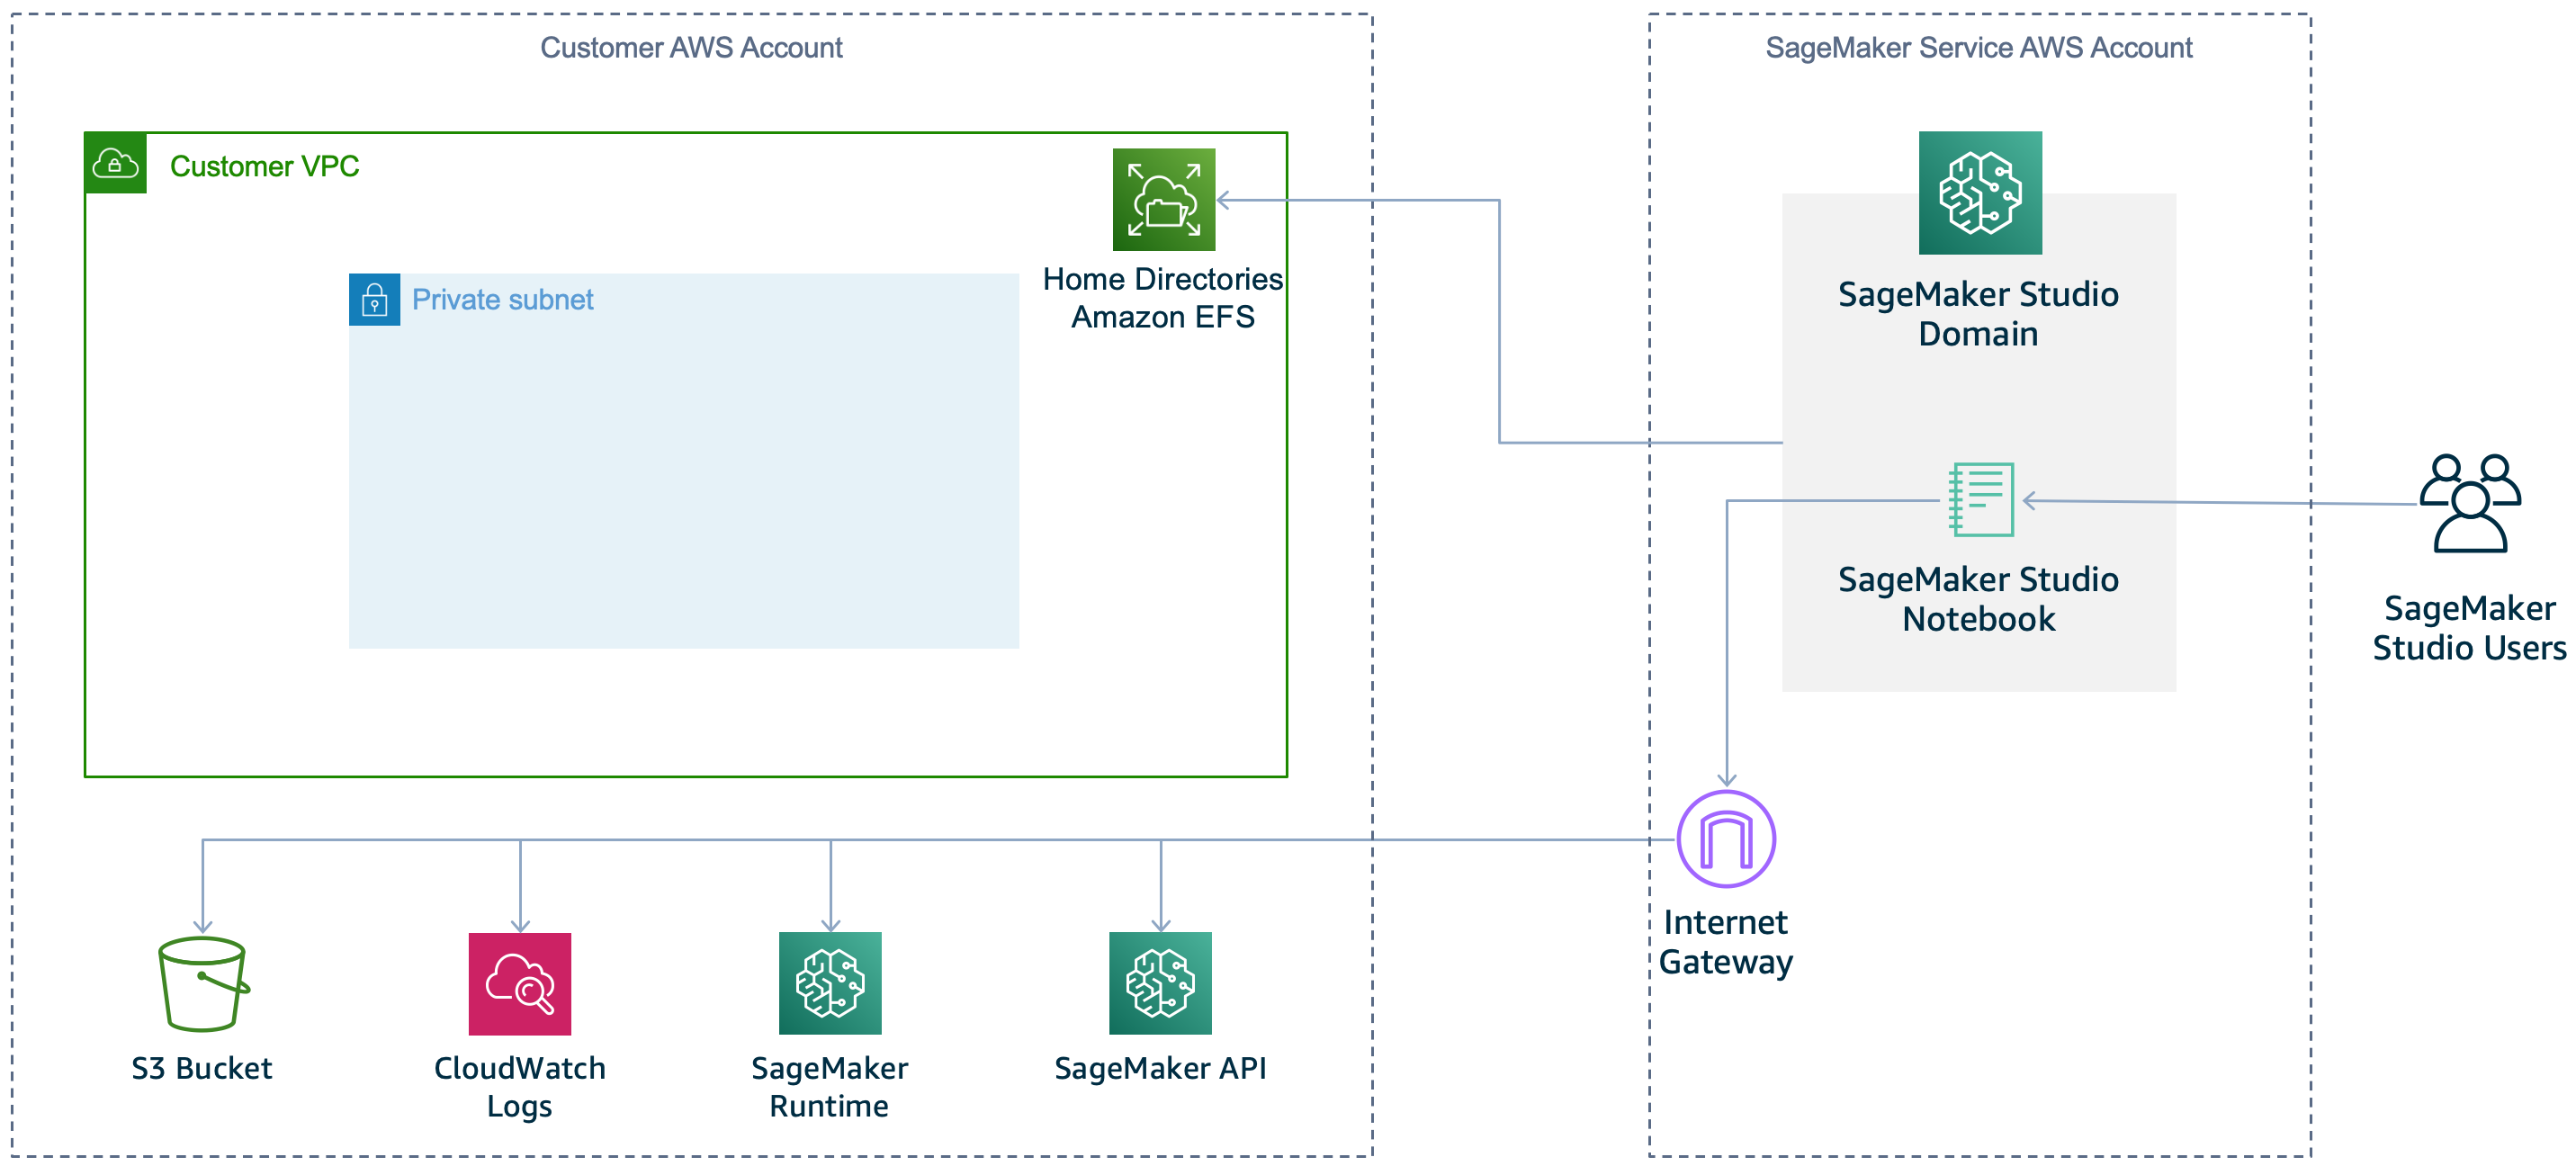 Customer AWS Account
Customer VPC
Private subnet
Home Directories
Amazon EFS
SageMaker Service AWS Account
SageMaker Studio
Domain
SageMaker Studio
Notebook
SageMaker
Studio Users
Internet
Gateway
S3 Bucket
CloudWatch
Logs
SageMaker
Runtime
SageMaker API